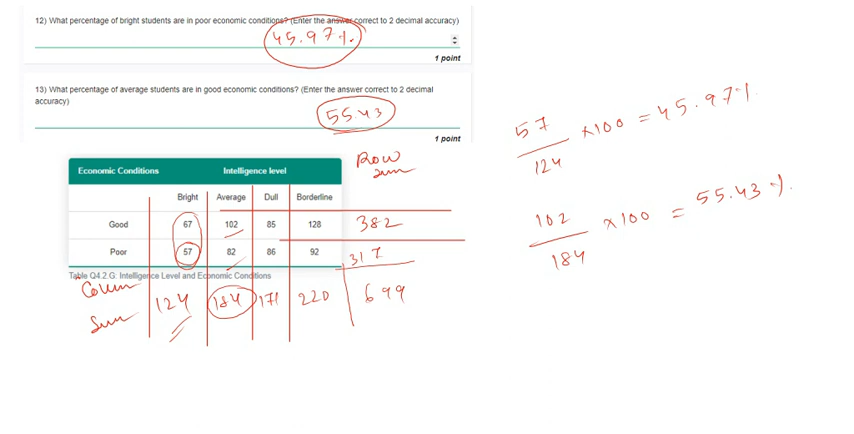 12) What percentage of bright students are in poor economic conditions? (Enter the answer correct to 2 decimal accuracy)
45.97%.
1 point
13) What percentage of average students are in good economic conditions? (Enter the answer correct to 2 decimal
accuracy)
55.43
1 point
57/124 ×100 = 45.97%.
102/184 ×100 = 55.43%.
Row
sum
Economic Conditions Intelligence level
Bright Average Dull Borderline
Good 67 102 85 128 382
Poor 57 82 86 92 317
Table Q4.2.G: Intelligence Level and Economic Conditions
Column
Sum 124 184 171 220 699